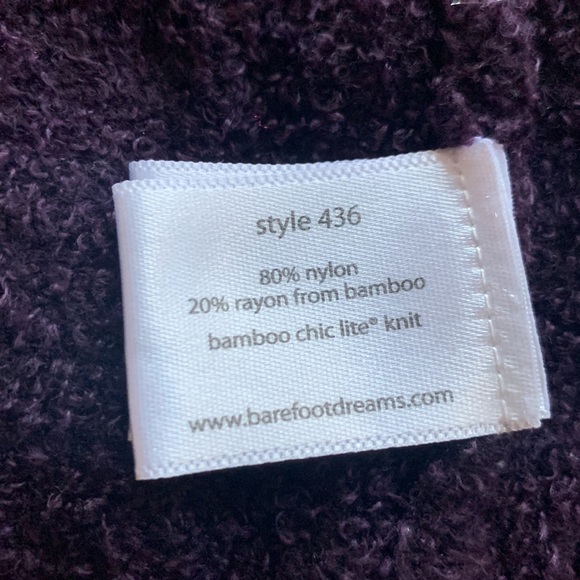 style 436
80% nylon
20% rayon from bamboo
bamboo chic lite® knit
www.barefootdreams.com